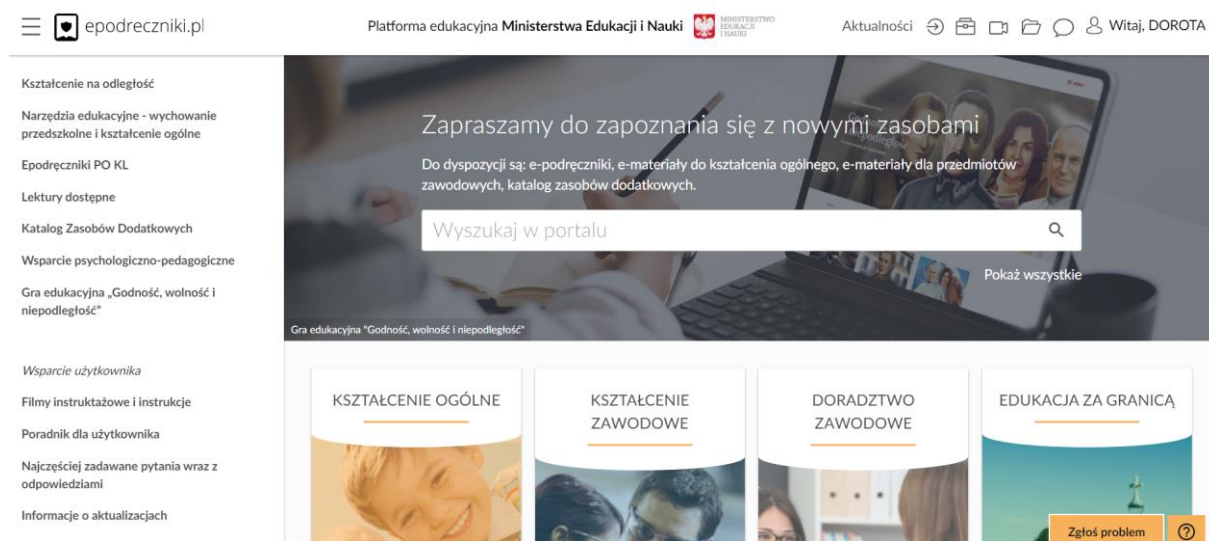 epodreczniki.pl
Platforma edukacyjna Ministerstwa Edukacji i Nauki
MINISTERSTWO
EDUKACJI
I NAUKI
Aktualności
Witaj, DOROTA
Kształcenie na odległość
Narzędzia edukacyjne - wychowanie
przedszkolne i kształcenie ogólne
Epodręczniki PO KL
Lektury dostępne
Katalog Zasobów Dodatkowych
Wsparcie psychologiczno-pedagogiczne
Gra edukacyjna „Godność, wolność i
niepodległość”
Wsparcie użytkownika
Filmy instruktażowe i instrukcje
Poradnik dla użytkownika
Najczęściej zadawane pytania wraz z
odpowiedziami
Informacje o aktualizacjach
Zapraszamy do zapoznania się z nowymi zasobami
Do dyspozycji są: e-podręczniki, e-materiały do kształcenia ogólnego, e-materiały dla przedmiotów
zawodowych, katalog zasobów dodatkowych.
Wyszukaj w portalu
Pokaż wszystkie
Gra edukacyjna "Godność, wolność i niepodległość"
KSZTAŁCENIE OGÓLNE
KSZTAŁCENIE
ZAWODOWE
DORADZTWO
ZAWODOWE
EDUKACJA ZA GRANICĄ
Zgłoś problem